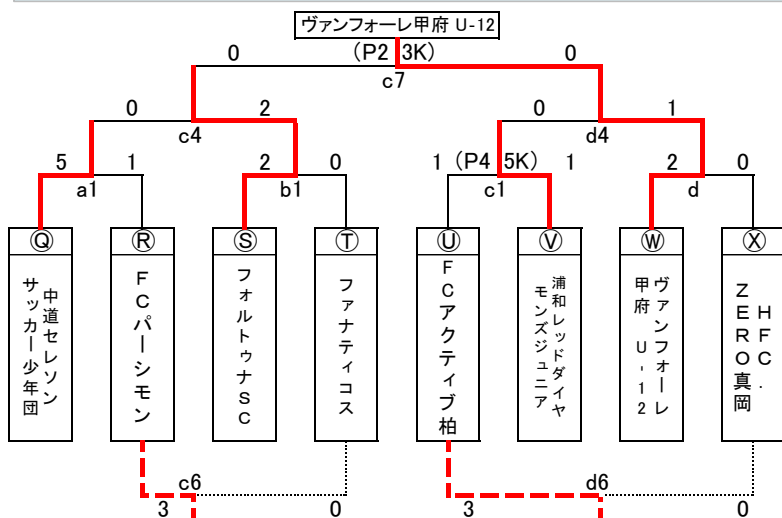 ヴァンフォーレ甲府 U-12
0 (P2 3K) 0
c7
0 2 0 1
c4 d4
5 1 2 0 1 (P4 5K) 1 2 0
a1 b1 c1 d
Ⓠ Ⓡ Ⓢ Ⓣ Ⓤ Ⓥ Ⓦ Ⓧ
中道セレソン
サッカー少年団
FCパーシモン
フォルトゥナSC
ファナティコス
FCアクティブ柏
浦和レッドダイヤ
モンズジュニア
ヴァンフォーレ
甲府 U-12
HFC.
ZERO真岡
c6 d6
3 0 3 0